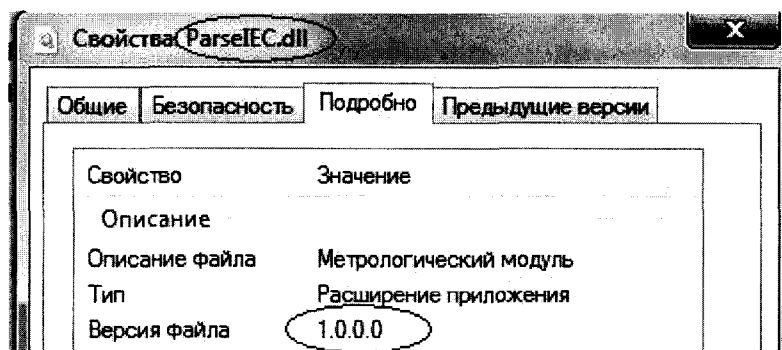 Свойства: ParseIEC.dll
Общие Безопасность Подробно Предыдущие версии
Свойство Значение
Описание
Описание файла Метрологический модуль
Тип Расширение приложения
Версия файла 1.0.0.0